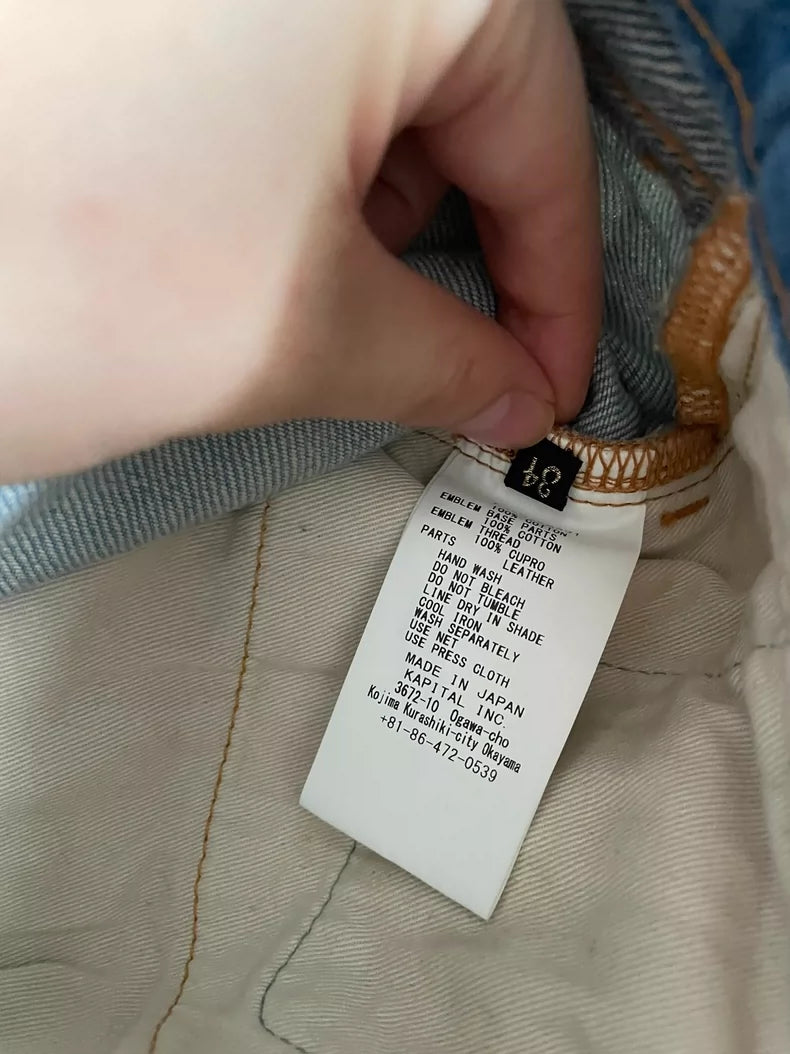 100% COTTON
EMBLEM BASE PARTS
100% COTTON
EMBLEM THREAD
100% CUPRO
PARTS LEATHER
HAND WASH
DO NOT BLEACH
DO NOT TUMBLE
LINE DRY IN SHADE
COOL IRON
WASH SEPARATELY
USE NET
USE PRESS CLOTH
MADE IN JAPAN
KAPITAL INC.
3672-10 Ogawa-cho
Kojima Kurashiki-city Okayama
+81-86-472-0539